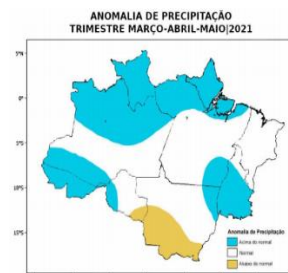 ANOMALIA DE PRECIPITAÇÃO
TRIMESTRE MARÇO-ABRIL-MAIO|2021
5°N
0°
5°S
10°S
15°S
Anomalia de Precipitação
Acima do normal
Normal
Abaixo do normal